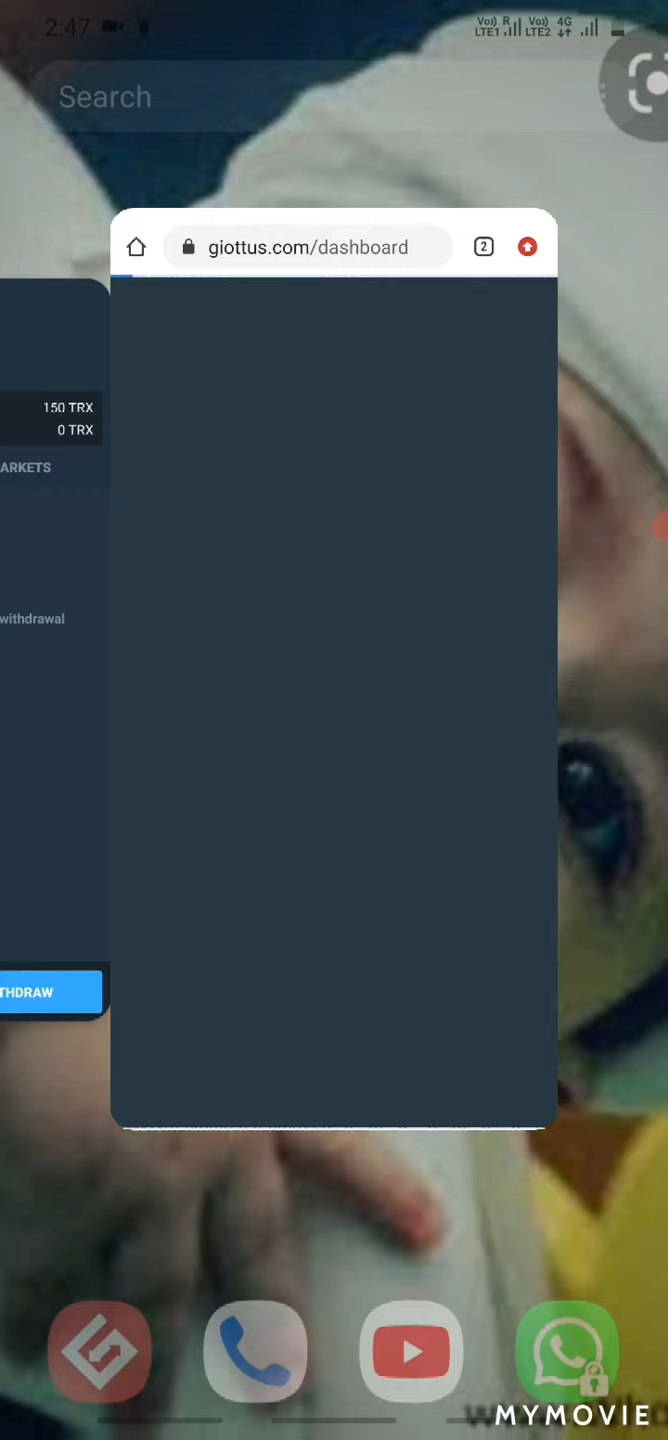 2:47 Vo) R Vo) 4G
LTE1 LTE2
Search
giottus.com/dashboard 2
150 TRX
0 TRX
ARKETS
withdrawal
THDRAW
MYMOVIE